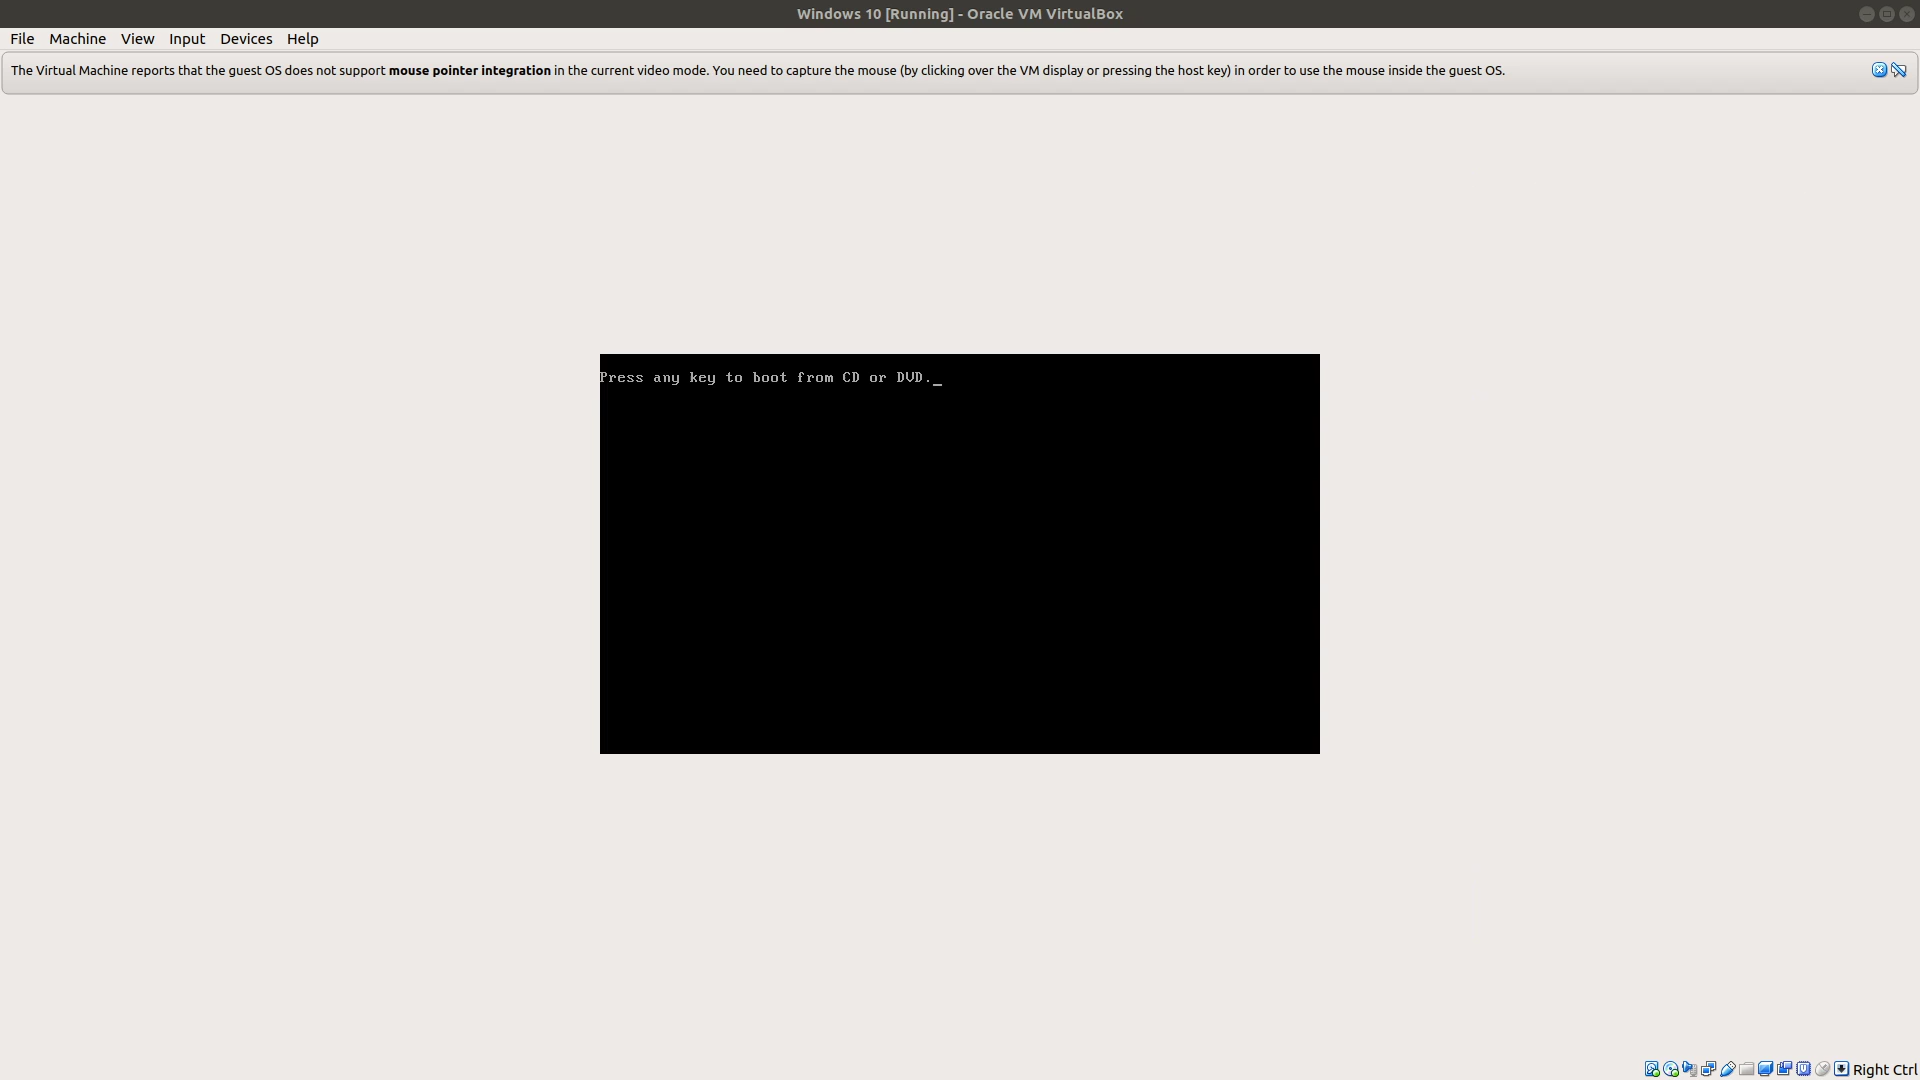 Windows 10 [Running] - Oracle VM VirtualBox
File Machine View Input Devices Help
The Virtual Machine reports that the guest OS does not support mouse pointer integration in the current video mode. You need to capture the mouse (by clicking over the VM display or pressing the host key) in order to use the mouse inside the guest OS.
Press any key to boot from CD or DVD._
Right Ctrl